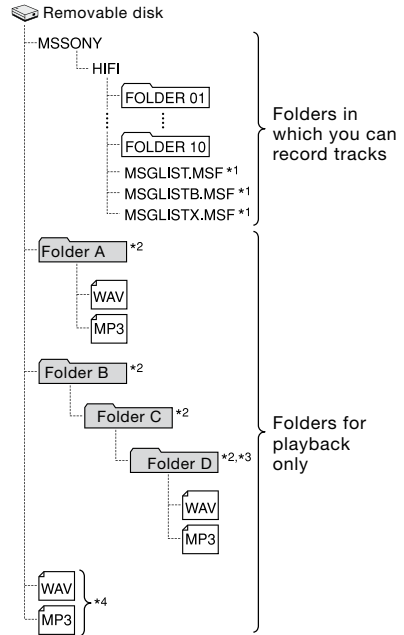 Removable disk
MSSONY
HIFI
FOLDER 01
FOLDER 10
MSGLIST.MSF *1
MSGLISTB.MSF *1
MSGLISTX.MSF *1
Folders in
which you can
record tracks
Folder A *2
WAV
MP3
Folder B *2
Folder C *2
Folder D *2,*3
WAV
MP3
Folders for
playback
only
WAV
MP3
*4